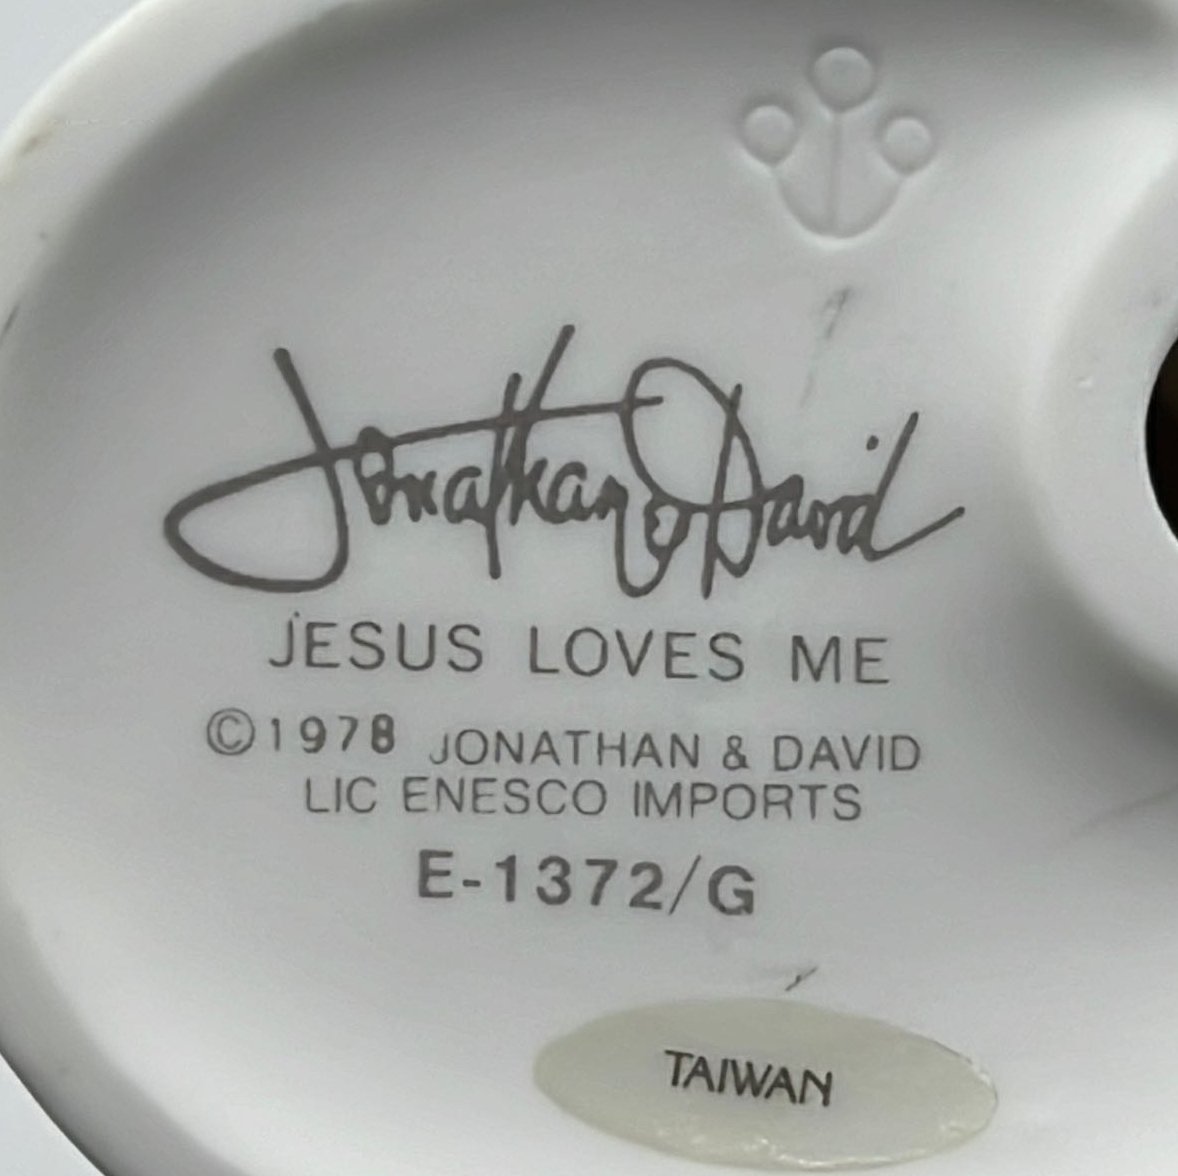 Jonathan & David
JESUS LOVES ME
©1978 JONATHAN & DAVID
LIC ENESCO IMPORTS
E-1372/G
TAIWAN